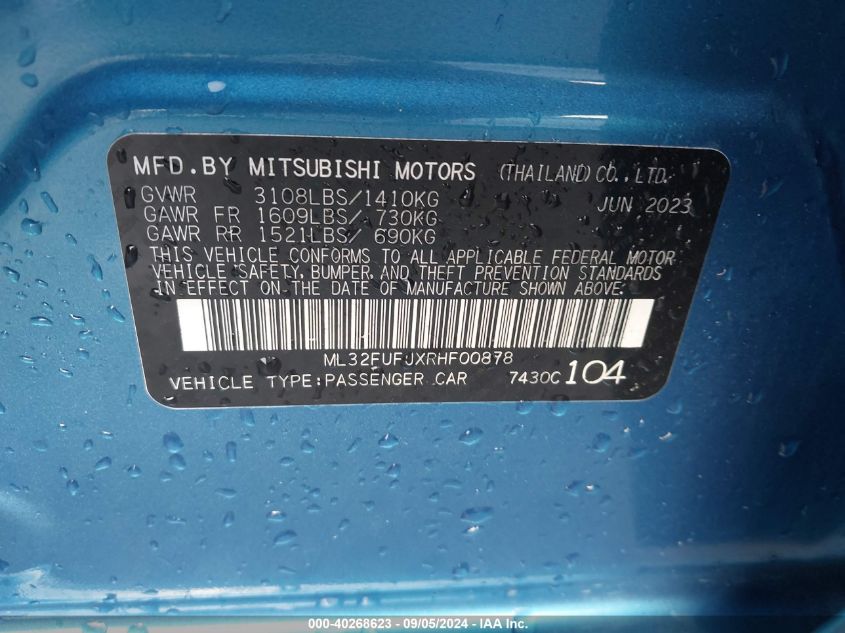 MFD.BY MITSUBISHI MOTORS (THAILAND) CO., LTD.
GVWR 3108LBS/1410KG JUN 2023
GAWR FR 1609LBS/ 730KG
GAWR RR 1521LBS/ 690KG
THIS VEHICLE CONFORMS TO ALL APPLICABLE FEDERAL MOTOR
VEHICLE SAFETY, BUMPER, AND THEFT PREVENTION STANDARDS
IN EFFECT ON THE DATE OF MANUFACTURE SHOWN ABOVE.
ML32FUFJXRHF00878
VEHICLE TYPE:PASSENGER CAR 7430C 104
000-40268623 - 09/05/2024 - IAA Inc.